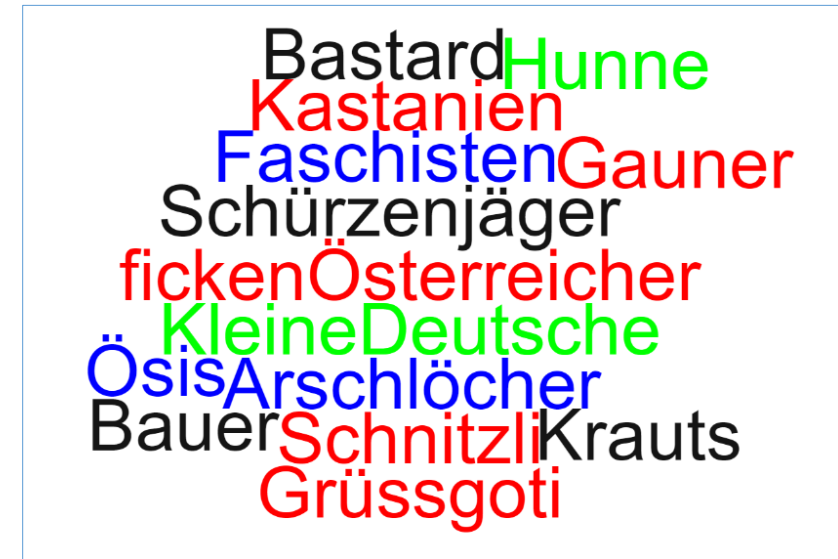 Bastard Hunne
Kastanien
Faschisten Gauner
Schürzenjäger
ficken Österreicher
Kleine Deutsche
Ösis Arschlöcher
Bauer Schnitzli Krauts
Grüssgoti